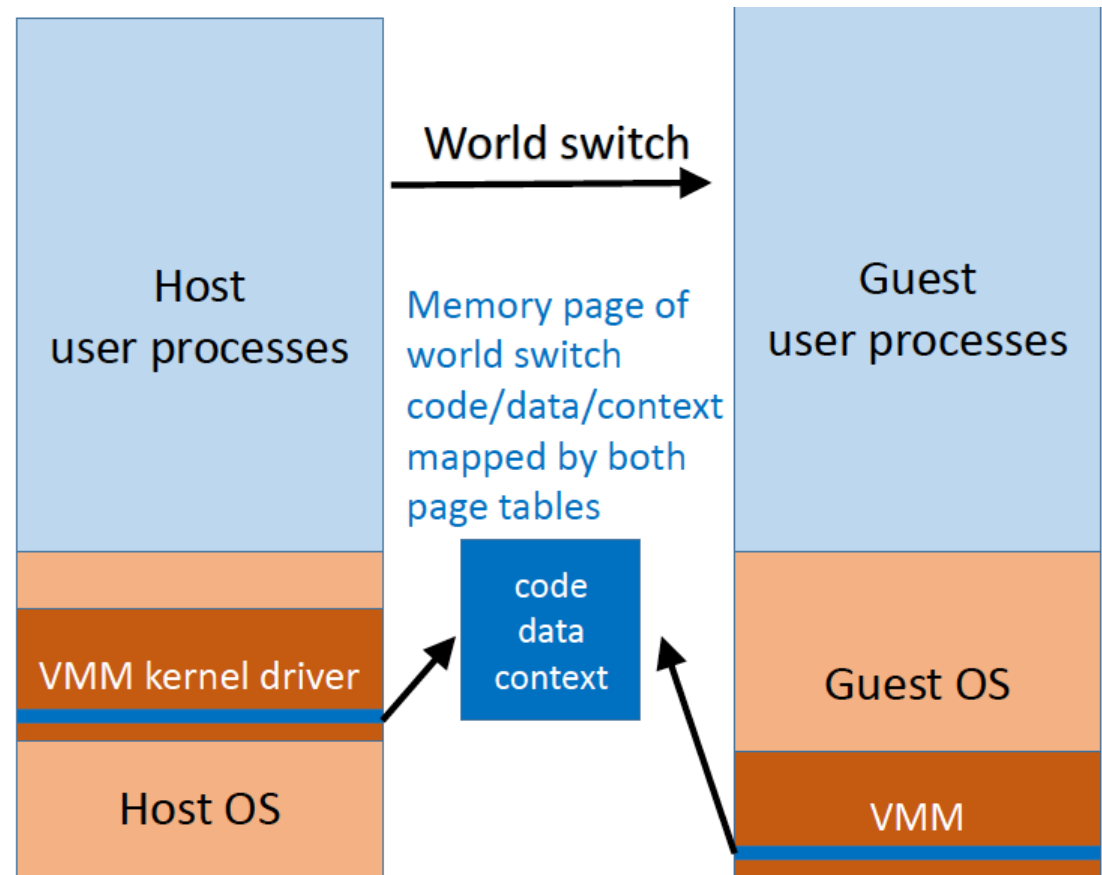 World switch
Host
user processes
Memory page of
world switch
code/data/context
mapped by both
page tables
Guest
user processes
code
data
context
VMM kernel driver
Host OS
Guest OS
VMM